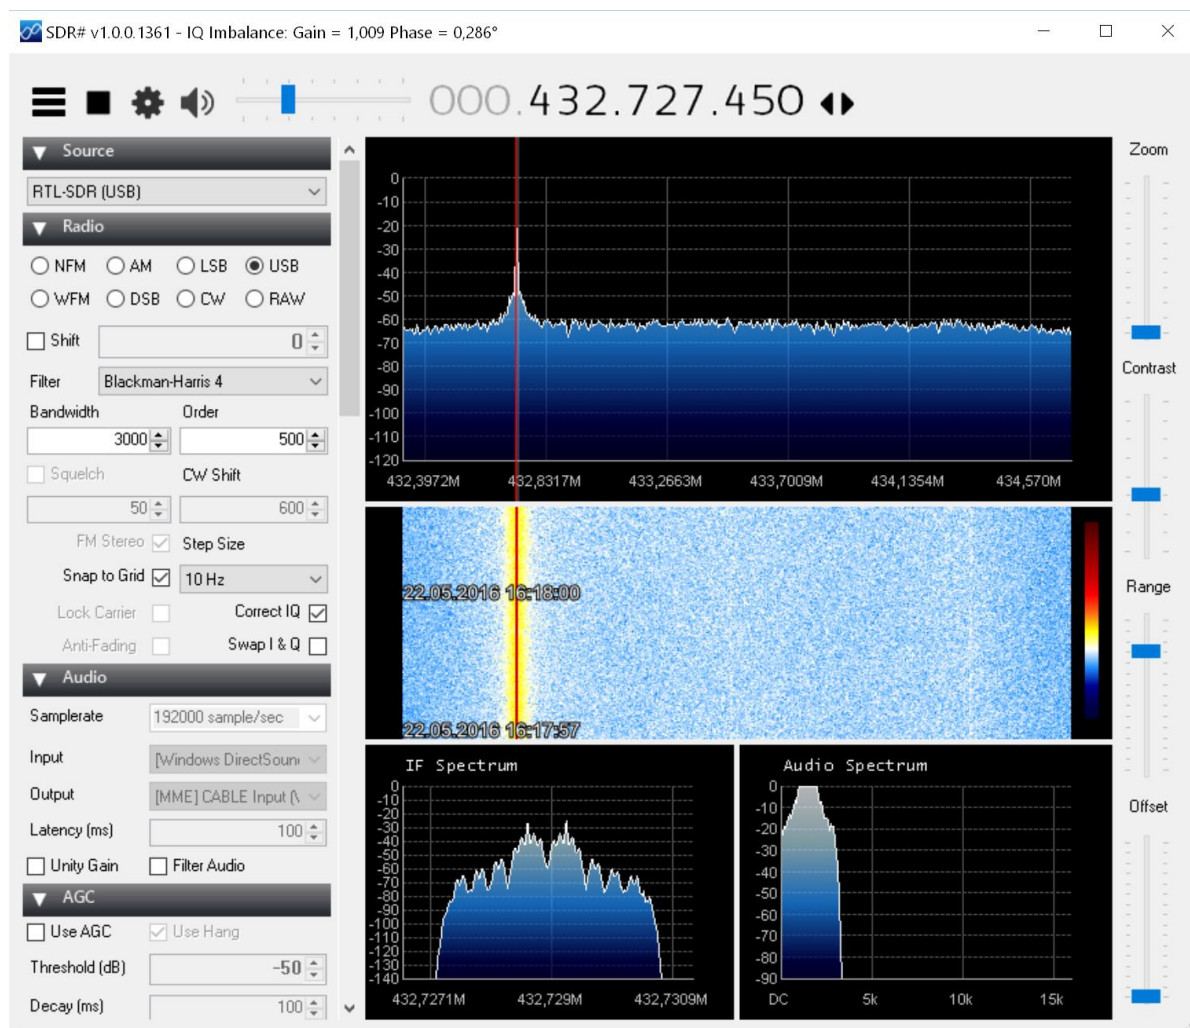 SDR# v1.0.0.1361 - IQ Imbalance: Gain = 1,009 Phase = 0,286°
000.432.727.450
Source
RTL-SDR (USB)
Radio
NFM AM LSB USB
WFM DSB CW RAW
Shift 0
Filter Blackman-Harris 4
Bandwidth Order
3000 500
Squelch CW Shift
50 600
FM Stereo Step Size
Snap to Grid 10 Hz
Lock Carrier Correct IQ
Anti-Fading Swap I & Q
Audio
Samplerate 192000 sample/sec
Input [Windows DirectSoun
Output [MME] CABLE Input (\
Latency (ms) 100
Unity Gain Filter Audio
AGC
Use AGC Use Hang
Threshold (dB) -50
Decay (ms) 100
0
-10
-20
-30
-40
-50
-60
-70
-80
-90
-100
-110
-120
432,3972M 432,8317M 433,2663M 433,7009M 434,1354M 434,570M
22.05.2016 16:18:00
22.05.2016 16:17:57
IF Spectrum
0
-10
-20
-30
-40
-50
-60
-70
-80
-90
-100
-110
-120
-130
-140
432,7271M 432,729M 432,7309M
Audio Spectrum
0
-10
-20
-30
-40
-50
-60
-70
-80
-90
DC 5k 10k 15k
Zoom
Contrast
Range
Offset